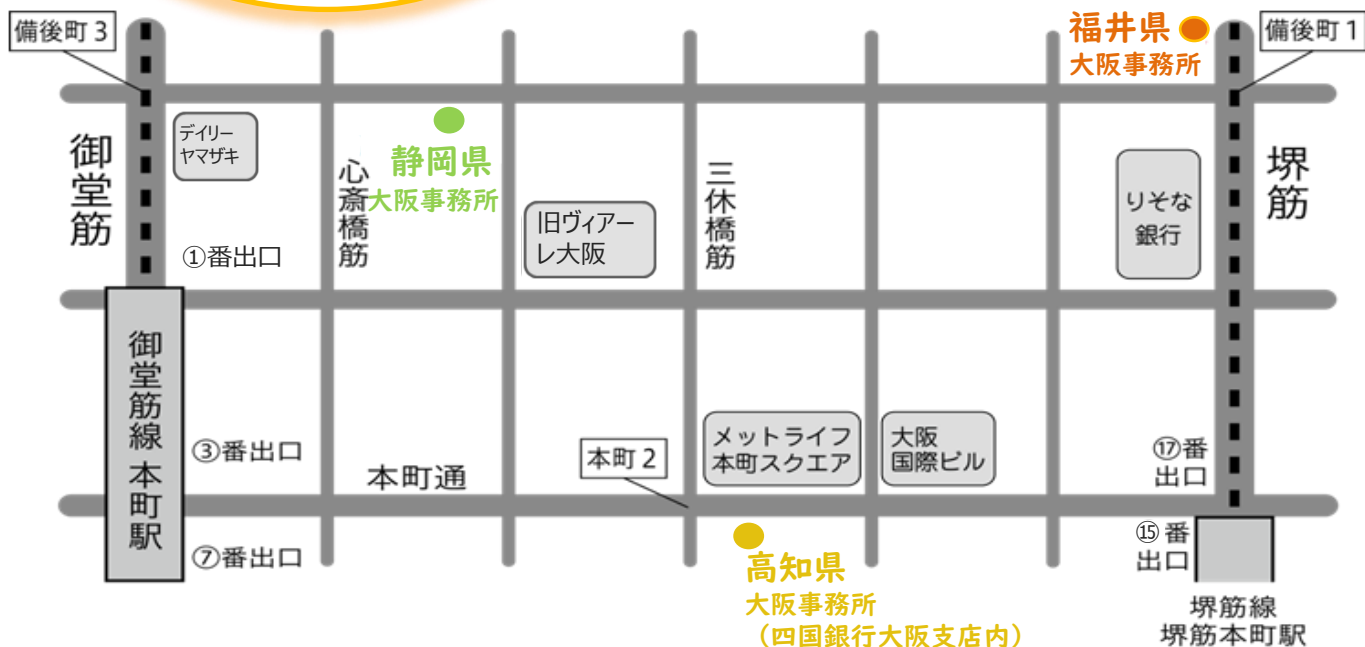 備後町3
福井県
大阪事務所
備後町1
御堂筋
デイリー
ヤマザキ
心斎橋筋
静岡県
大阪事務所
旧ヴィアー
レ大阪
三休橋筋
りそな
銀行
堺筋
①番出口
御堂筋線 本町駅
③番出口
本町通
本町2
メットライフ
本町スクエア
大阪
国際ビル
⑰番
出口
⑦番出口
高知県
大阪事務所
（四国銀行大阪支店内）
⑮番
出口
堺筋線
堺筋本町駅